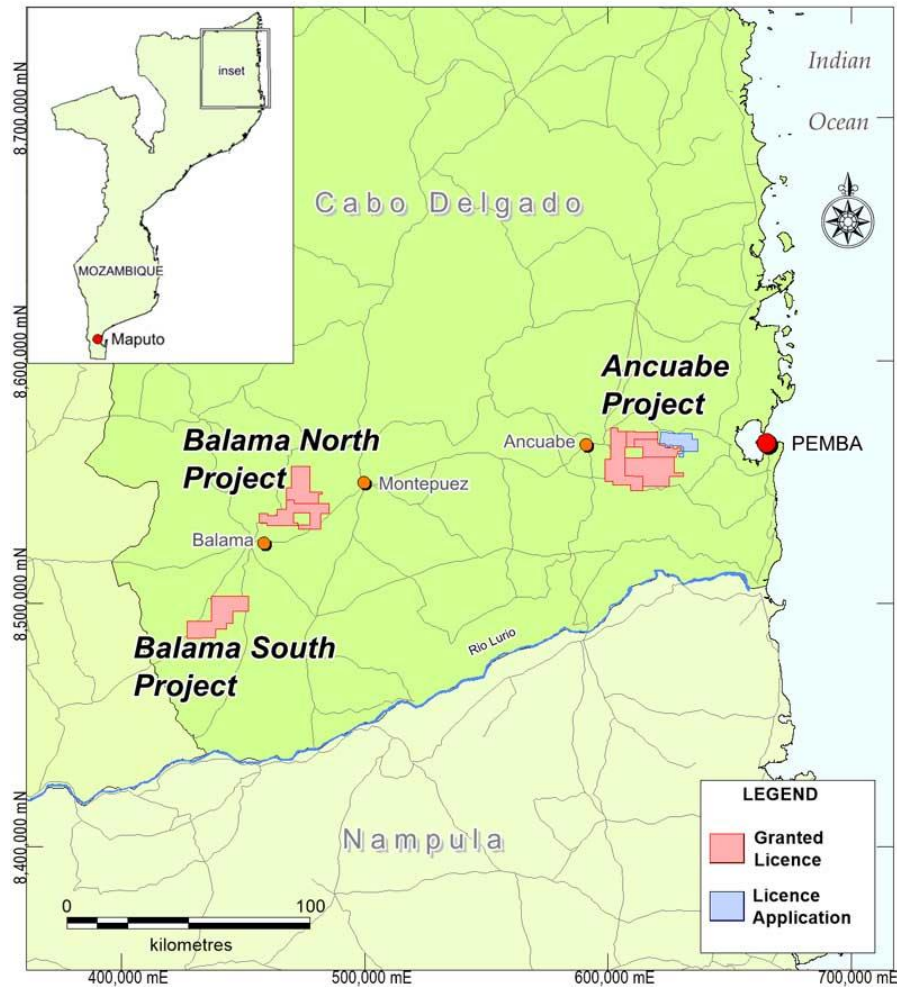 inset
MOZAMBIQUE
Maputo
Indian
Ocean
Cabo Delgado
Ancuabe
Project
Balama North
Project
Ancuabe
PEMBA
Montepuez
Balama
Balama South
Project
Rio Lurio
Nampula
LEGEND
Granted
Licence
Licence
Application
0 100
kilometres
8,700,000 mN
8,600,000 mN
8,500,000 mN
8,400,000 mN
400,000 mE 500,000 mE 600,000 mE 700,000 mE